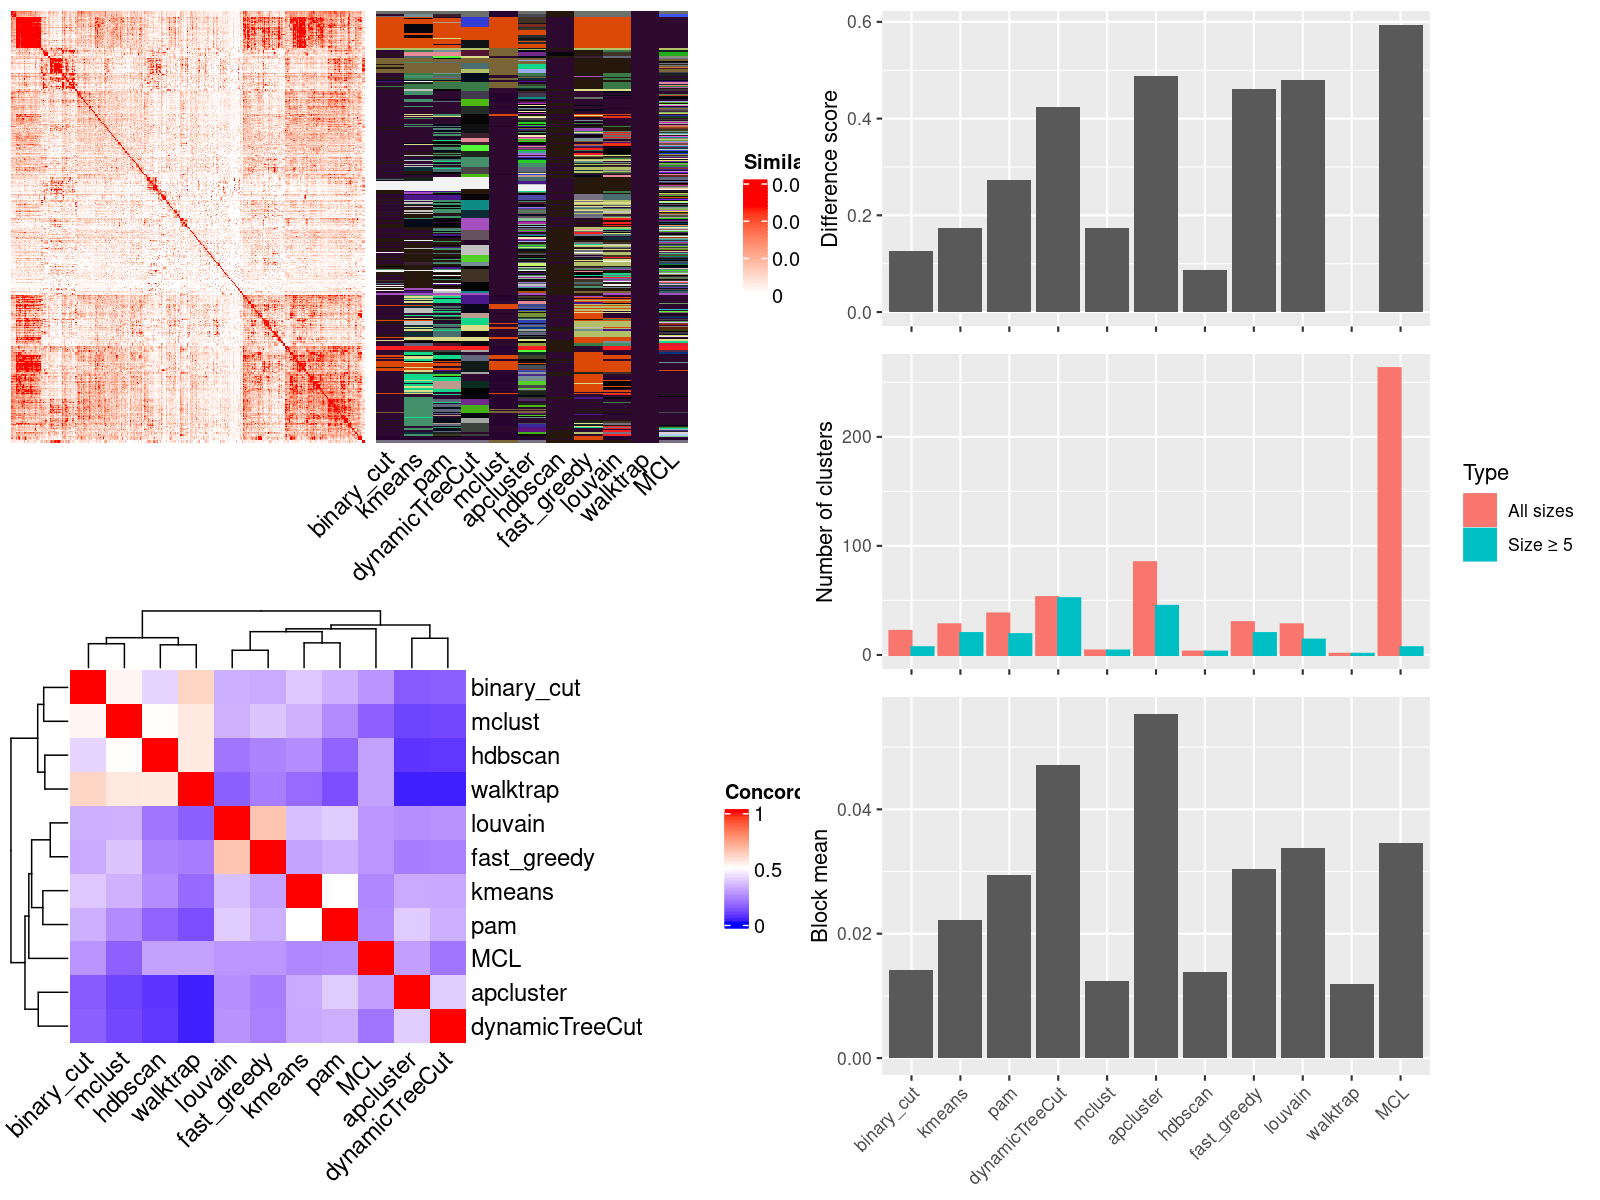 Simila
0.0
0.0
0.0
0
binary_cut
kmeans
pam
dynamicTreeCut
mclust
apcluster
hdbscan
fast_greedy
louvain
walktrap
MCL
binary_cut
mclust
hdbscan
walktrap
louvain
fast_greedy
kmeans
pam
MCL
apcluster
dynamicTreeCut
binary_cut
mclust
hdbscan
walktrap
louvain
fast_greedy
kmeans
pam
MCL
apcluster
dynamicTreeCut
Concord
1
0.5
0
Difference score
0.6
0.4
0.2
0.0
Number of clusters
200
100
0
Type
All sizes
Size ≥ 5
Block mean
0.04
0.02
0.00
binary_cut
kmeans
pam
dynamicTreeCut
mclust
apcluster
hdbscan
fast_greedy
louvain
walktrap
MCL